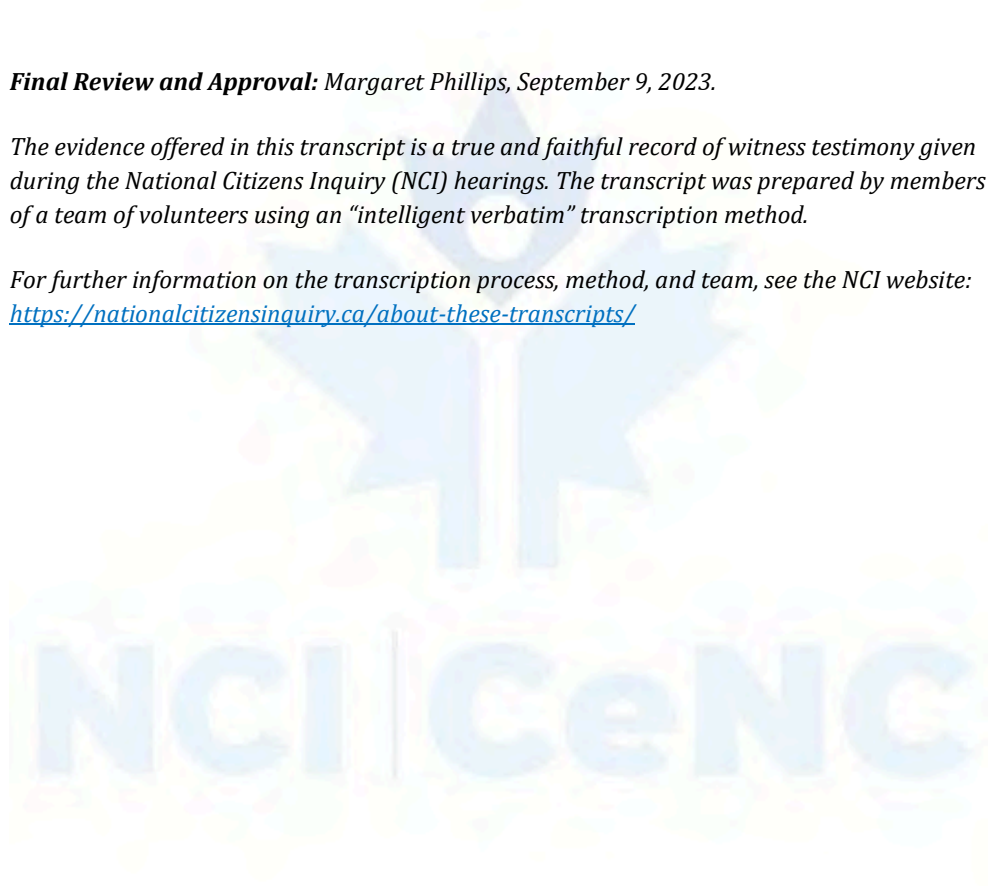 Final Review and Approval: Margaret Phillips, September 9, 2023.
The evidence offered in this transcript is a true and faithful record of witness testimony given
during the National Citizens Inquiry (NCI) hearings. The transcript was prepared by members
of a team of volunteers using an “intelligent verbatim” transcription method.
For further information on the transcription process, method, and team, see the NCI website:
https://nationalcitizensinquiry.ca/about-these-transcripts/
NCI | CeNC